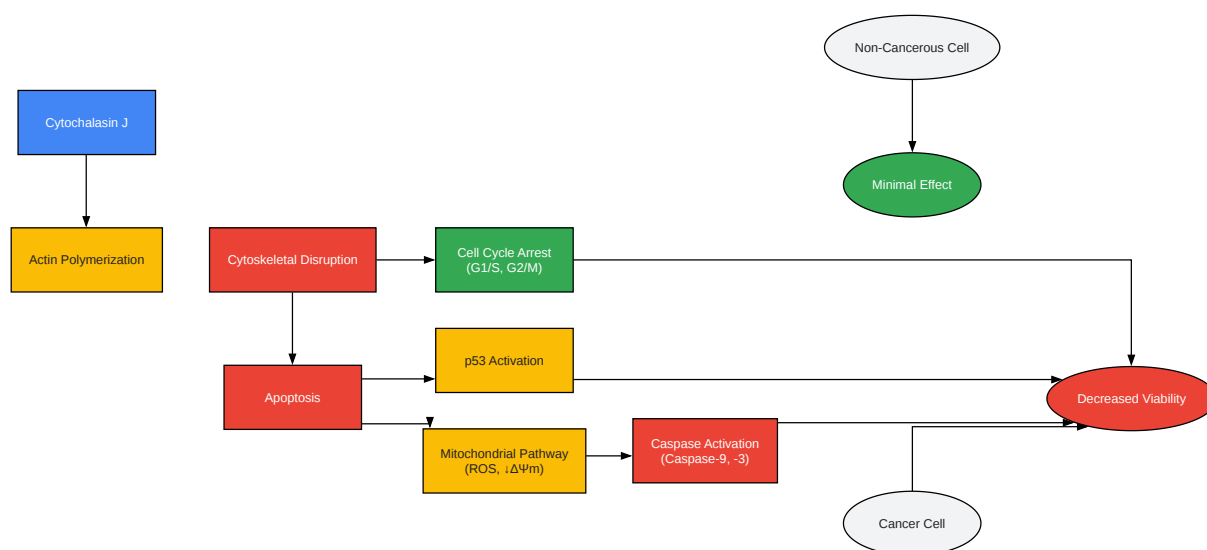 Non-Cancerous Cell
Cytochalasin J
Minimal Effect
Actin Polymerization
Cytoskeletal Disruption
Cell Cycle Arrest
(G1/S, G2/M)
p53 Activation
Apoptosis
Decreased Viability
Mitochondrial Pathway
(ROS, ↓ΔΨm)
Caspase Activation
(Caspase-9, -3)
Cancer Cell